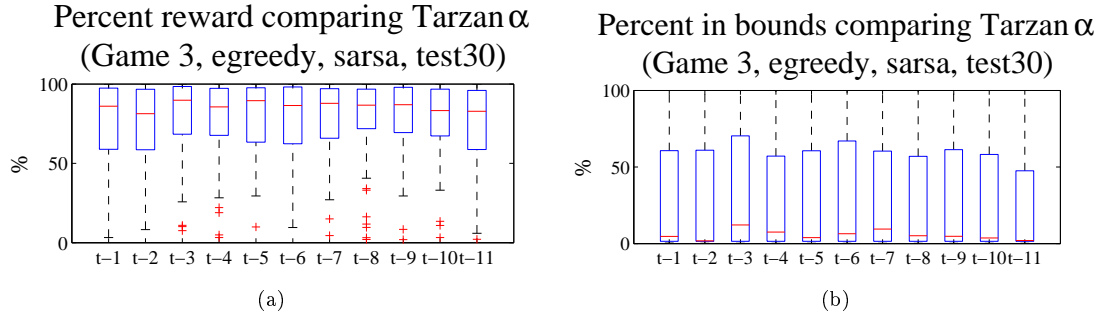 Percent reward comparing Tarzan α
(Game 3, egreedy, sarsa, test30)
100
50
0
%
t−1 t−2 t−3 t−4 t−5 t−6 t−7 t−8 t−9 t−10 t−11
(a)
Percent in bounds comparing Tarzan α
(Game 3, egreedy, sarsa, test30)
100
50
0
%
t−1 t−2 t−3 t−4 t−5 t−6 t−7 t−8 t−9 t−10 t−11
(b)